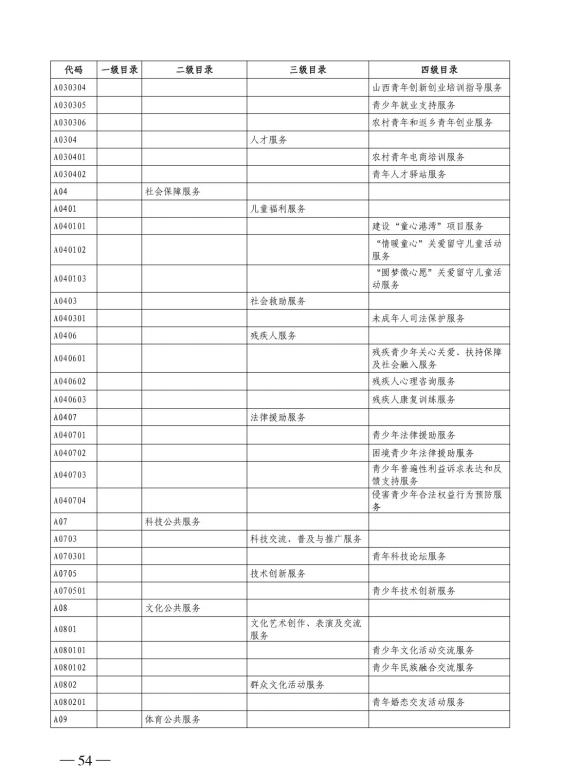 代码 一级目录 二级目录 三级目录 四级目录
A030304 山西青年创新创业培训指导服务
A030305 青少年就业支持服务
A030306 农村青年和返乡青年创业服务
A0304 人才服务
A030401 农村青年电商培训服务
A030402 青年人才驿站服务
A04 社会保障服务
A0401 儿童福利服务
A040101 建设“童心港湾”项目服务
A040102 “情暖童心”关爱留守儿童活动
服务
A040103 “圆梦微心愿”关爱留守儿童活
动服务
A0403 社会救助服务
A040301 未成年人司法保护服务
A0406 残疾人服务
A040601 残疾青少年关心关爱、扶持保障
及社会融入服务
A040602 残疾人心理咨询服务
A040603 残疾人康复训练服务
A0407 法律援助服务
A040701 青少年法律援助服务
A040702 困境青少年法律援助服务
A040703 青少年普遍性利益诉求表达和反
馈支持服务
A040704 侵害青少年合法权益行为预防服
务
A07 科技公共服务
A0703 科技交流、普及与推广服务
A070301 青年科技论坛服务
A0705 技术创新服务
A070501 青少年技术创新服务
A08 文化公共服务
A0801 文化艺术创作、表演及交流
服务
A080101 青少年文化活动交流服务
A080102 青少年民族融合交流服务
A0802 群众文化活动服务
A080201 青年婚恋交友活动服务
A09 体育公共服务
— 54 —